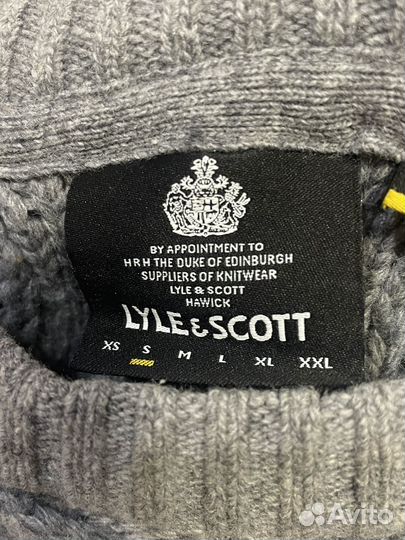 BY APPOINTMENT TO
HRH THE DUKE OF EDINBURGH
SUPPLIERS OF KNITWEAR
LYLE & SCOTT
HAWICK
LYLE & SCOTT
XS S M L XL XXL
Avito